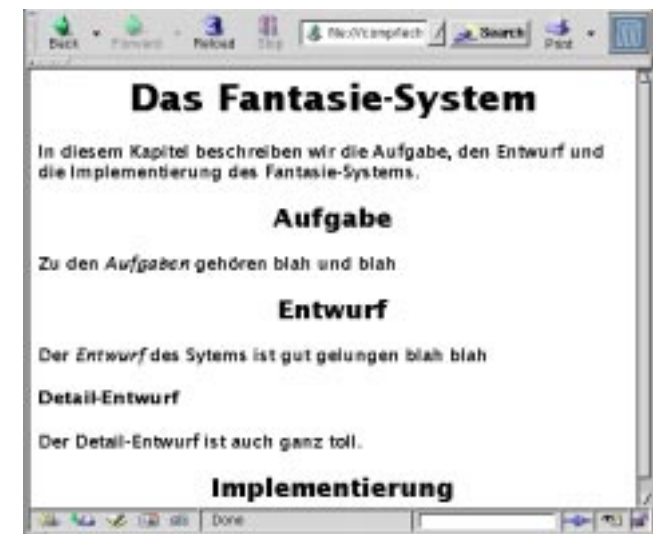 Back Forward Reload Stop Search Print
Das Fantasie-System
In diesem Kapitel beschreiben wir die Aufgabe, den Entwurf und
die Implementierung des Fantasie-Systems.
Aufgabe
Zu den Aufgaben gehören blah und blah
Entwurf
Der Entwurf des Sytems ist gut gelungen blah blah
Detail-Entwurf
Der Detail-Entwurf ist auch ganz toll.
Implementierung
Done